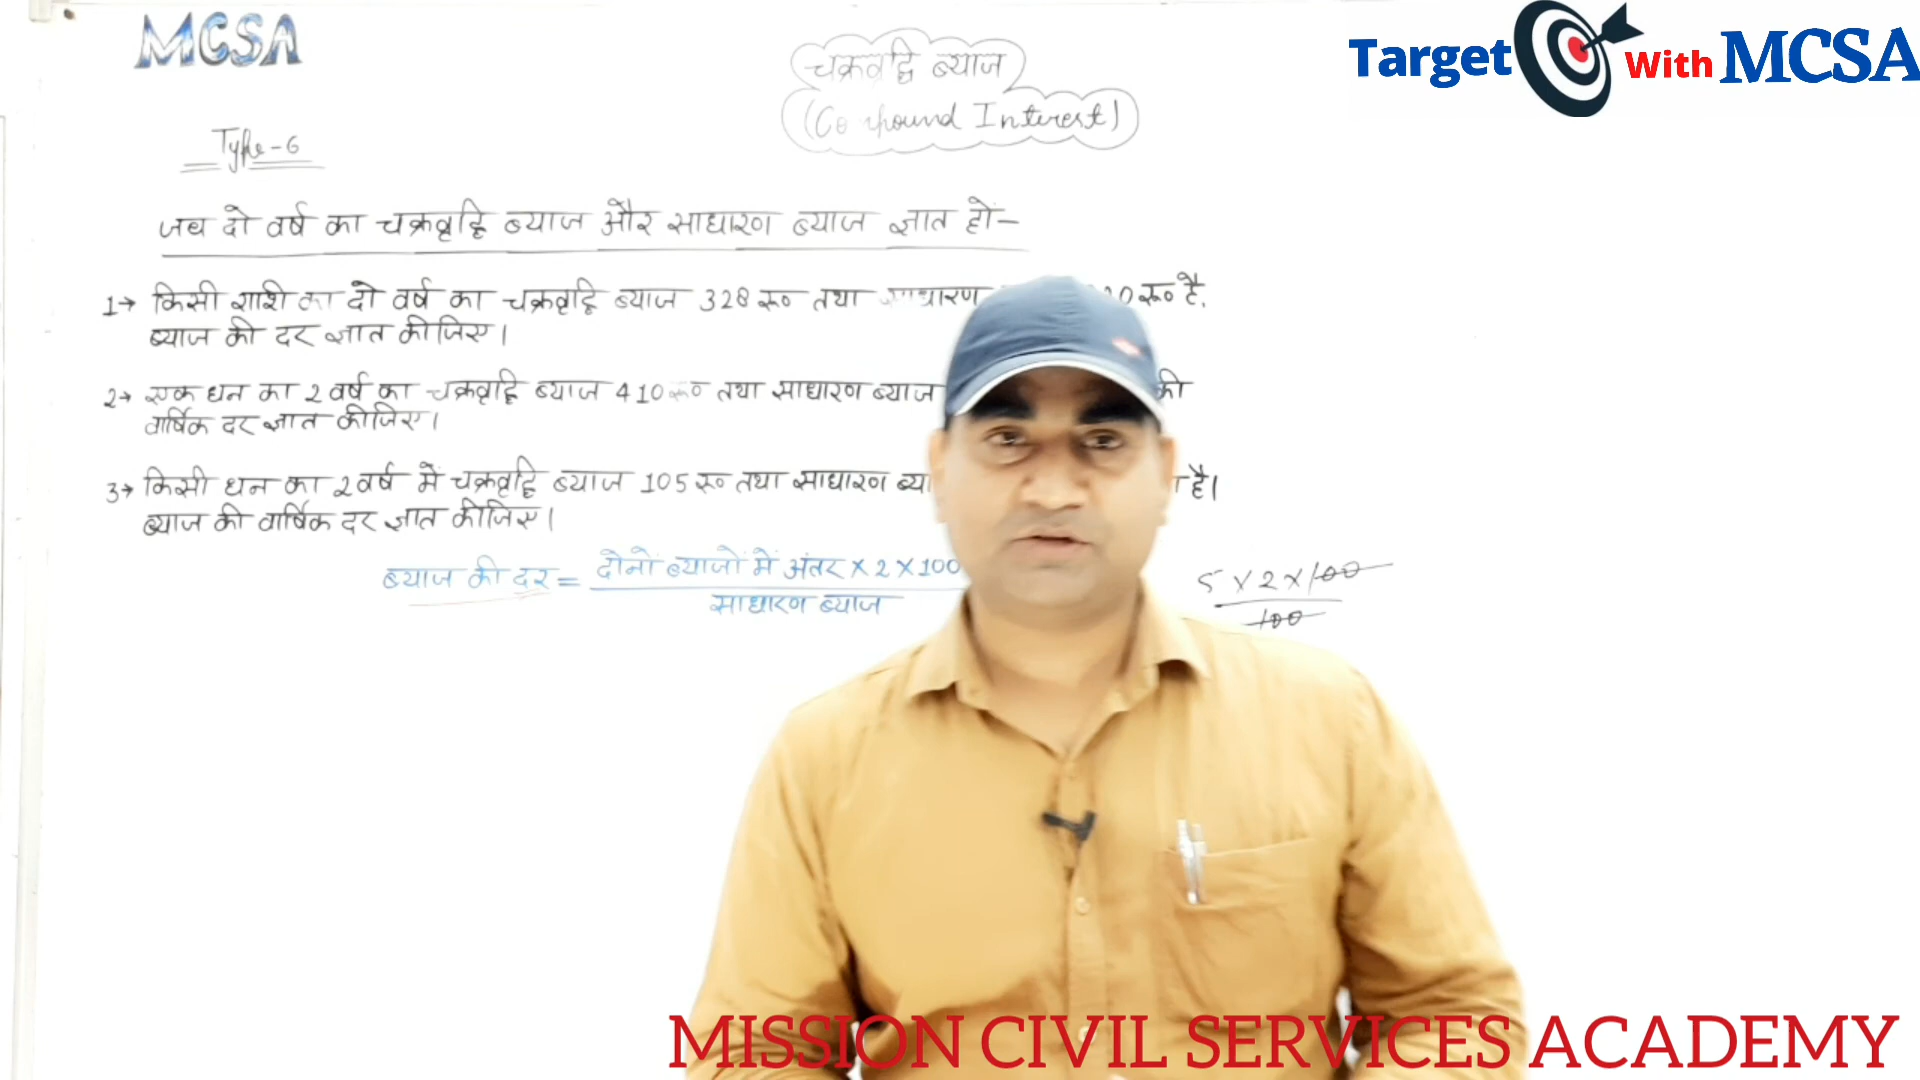 MCSA
Target With MCSA
चक्रवृद्धि ब्याज
(Compound Interest)
Type-6
जब दो वर्ष का चक्रवृद्धि ब्याज और साधारण ब्याज ज्ञात हो-
1→ किसी राशी का दो वर्ष का चक्रवृद्धि ब्याज 328 रू० तथा साधारण रू० है.
ब्याज की दर ज्ञात कीजिए।
2→ एक धन का 2 वर्ष का चक्रवृद्धि ब्याज 410 रू० तथा साधारण ब्याज की
वार्षिक दर ज्ञात कीजिए।
3→ किसी धन का 2 वर्ष में चक्रवृद्धि ब्याज 105 रू० तथा साधारण है।
ब्याज की वार्षिक दर ज्ञात कीजिए।
ब्याज की दर = दोनों ब्याजों में अंतर × 2 × 100
साधारण ब्याज
5 × 2 × 100
100
MISSION CIVIL SERVICES ACADEMY